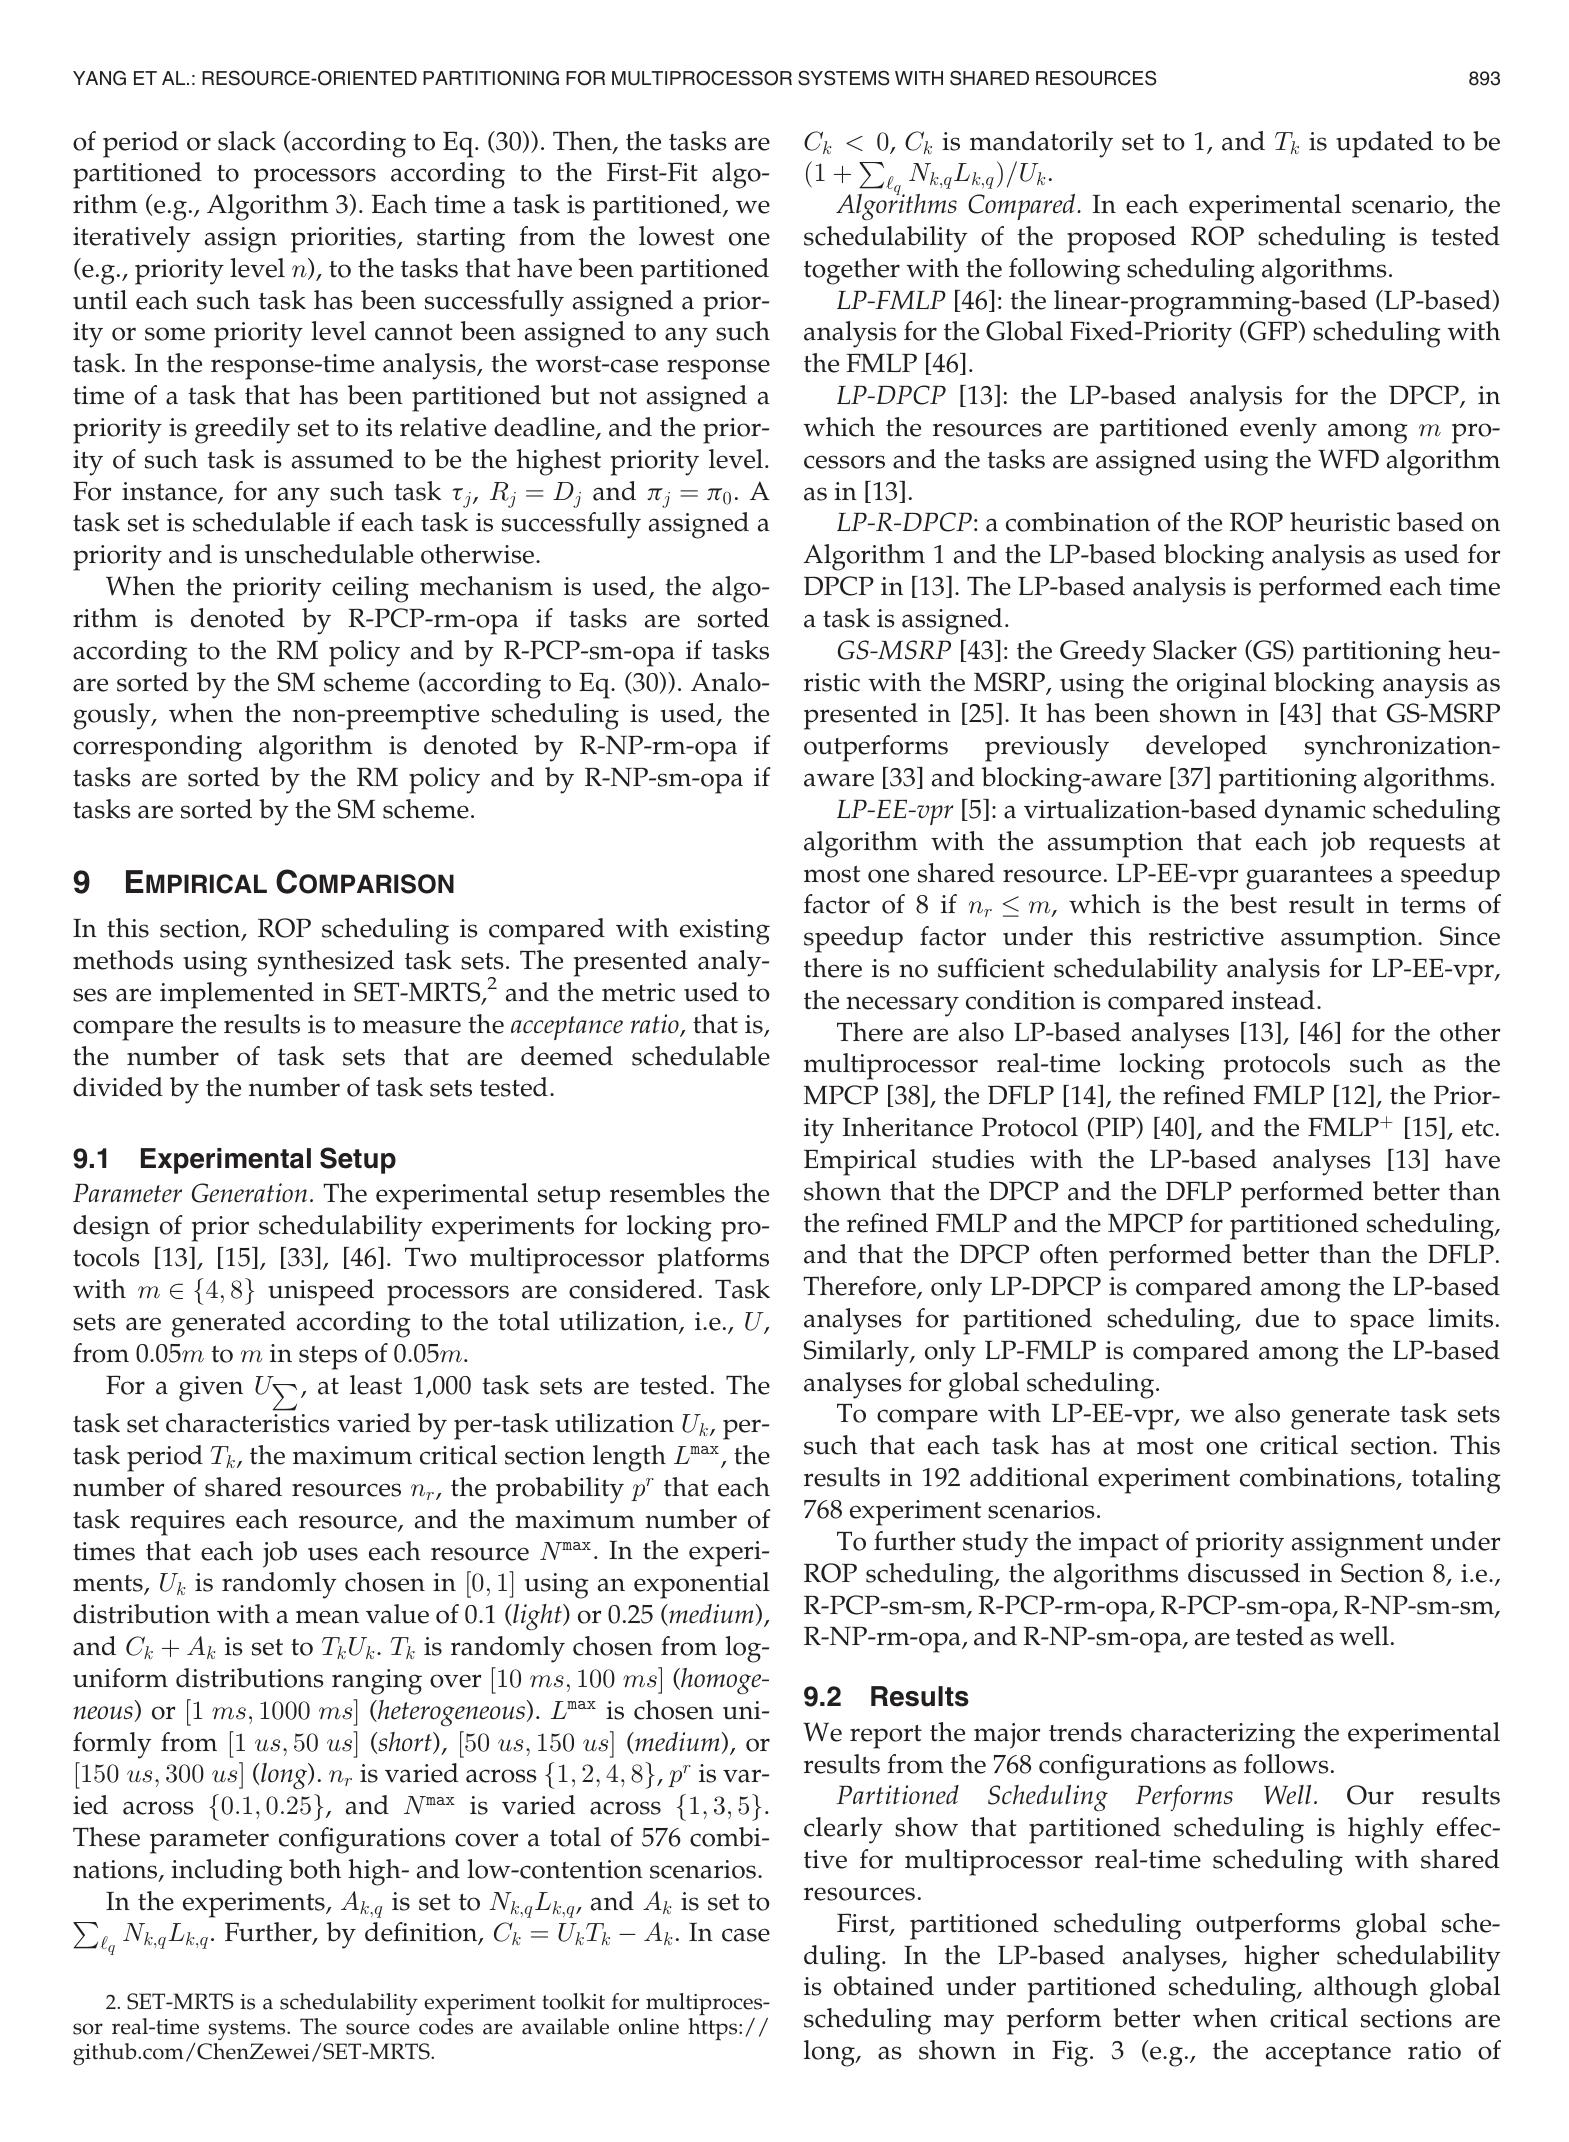 YANG ET AL.: RESOURCE-ORIENTED PARTITIONING FOR MULTIPROCESSOR SYSTEMS WITH SHARED RESOURCES 893
of period or slack (according to Eq. (30)). Then, the tasks are
partitioned to processors according to the First-Fit algo-
rithm (e.g., Algorithm 3). Each time a task is partitioned, we
iteratively assign priorities, starting from the lowest one
(e.g., priority level n), to the tasks that have been partitioned
until each such task has been successfully assigned a prior-
ity or some priority level cannot been assigned to any such
task. In the response-time analysis, the worst-case response
time of a task that has been partitioned but not assigned a
priority is greedily set to its relative deadline, and the prior-
ity of such task is assumed to be the highest priority level.
For instance, for any such task τ_j, R_j = D_j and π_j = π_0. A
task set is schedulable if each task is successfully assigned a
priority and is unschedulable otherwise.
When the priority ceiling mechanism is used, the algo-
rithm is denoted by R-PCP-rm-opa if tasks are sorted
according to the RM policy and by R-PCP-sm-opa if tasks
are sorted by the SM scheme (according to Eq. (30)). Analo-
gously, when the non-preemptive scheduling is used, the
corresponding algorithm is denoted by R-NP-rm-opa if
tasks are sorted by the RM policy and by R-NP-sm-opa if
tasks are sorted by the SM scheme.
9 EMPIRICAL COMPARISON
In this section, ROP scheduling is compared with existing
methods using synthesized task sets. The presented analy-
ses are implemented in SET-MRTS,² and the metric used to
compare the results is to measure the acceptance ratio, that is,
the number of task sets that are deemed schedulable
divided by the number of task sets tested.
9.1 Experimental Setup
Parameter Generation. The experimental setup resembles the
design of prior schedulability experiments for locking pro-
tocols [13], [15], [33], [46]. Two multiprocessor platforms
with m ∈ {4, 8} unispeed processors are considered. Task
sets are generated according to the total utilization, i.e., U,
from 0.05m to m in steps of 0.05m.
For a given U_∑, at least 1,000 task sets are tested. The
task set characteristics varied by per-task utilization U_k, per-
task period T_k, the maximum critical section length L^max, the
number of shared resources n_r, the probability p^r that each
task requires each resource, and the maximum number of
times that each job uses each resource N^max. In the experi-
ments, U_k is randomly chosen in [0, 1] using an exponential
distribution with a mean value of 0.1 (light) or 0.25 (medium),
and C_k + A_k is set to T_kU_k. T_k is randomly chosen from log-
uniform distributions ranging over [10 ms, 100 ms] (homoge-
neous) or [1 ms, 1000 ms] (heterogeneous). L^max is chosen uni-
formly from [1 us, 50 us] (short), [50 us, 150 us] (medium), or
[150 us, 300 us] (long). n_r is varied across {1, 2, 4, 8}, p^r is var-
ied across {0.1, 0.25}, and N^max is varied across {1, 3, 5}.
These parameter configurations cover a total of 576 combi-
nations, including both high- and low-contention scenarios.
In the experiments, A_{k,q} is set to N_{k,q}L_{k,q}, and A_k is set to
∑_{ℓ_q} N_{k,q}L_{k,q}. Further, by definition, C_k = U_kT_k − A_k. In case
2. SET-MRTS is a schedulability experiment toolkit for multiproces-
sor real-time systems. The source codes are available online https://
github.com/ChenZewei/SET-MRTS.
C_k < 0, C_k is mandatorily set to 1, and T_k is updated to be
(1 + ∑_{ℓ_q} N_{k,q}L_{k,q})/U_k.
Algorithms Compared. In each experimental scenario, the
schedulability of the proposed ROP scheduling is tested
together with the following scheduling algorithms.
LP-FMLP [46]: the linear-programming-based (LP-based)
analysis for the Global Fixed-Priority (GFP) scheduling with
the FMLP [46].
LP-DPCP [13]: the LP-based analysis for the DPCP, in
which the resources are partitioned evenly among m pro-
cessors and the tasks are assigned using the WFD algorithm
as in [13].
LP-R-DPCP: a combination of the ROP heuristic based on
Algorithm 1 and the LP-based blocking analysis as used for
DPCP in [13]. The LP-based analysis is performed each time
a task is assigned.
GS-MSRP [43]: the Greedy Slacker (GS) partitioning heu-
ristic with the MSRP, using the original blocking anaysis as
presented in [25]. It has been shown in [43] that GS-MSRP
outperforms previously developed synchronization-
aware [33] and blocking-aware [37] partitioning algorithms.
LP-EE-vpr [5]: a virtualization-based dynamic scheduling
algorithm with the assumption that each job requests at
most one shared resource. LP-EE-vpr guarantees a speedup
factor of 8 if n_r ≤ m, which is the best result in terms of
speedup factor under this restrictive assumption. Since
there is no sufficient schedulability analysis for LP-EE-vpr,
the necessary condition is compared instead.
There are also LP-based analyses [13], [46] for the other
multiprocessor real-time locking protocols such as the
MPCP [38], the DFLP [14], the refined FMLP [12], the Prior-
ity Inheritance Protocol (PIP) [40], and the FMLP⁺ [15], etc.
Empirical studies with the LP-based analyses [13] have
shown that the DPCP and the DFLP performed better than
the refined FMLP and the MPCP for partitioned scheduling,
and that the DPCP often performed better than the DFLP.
Therefore, only LP-DPCP is compared among the LP-based
analyses for partitioned scheduling, due to space limits.
Similarly, only LP-FMLP is compared among the LP-based
analyses for global scheduling.
To compare with LP-EE-vpr, we also generate task sets
such that each task has at most one critical section. This
results in 192 additional experiment combinations, totaling
768 experiment scenarios.
To further study the impact of priority assignment under
ROP scheduling, the algorithms discussed in Section 8, i.e.,
R-PCP-sm-sm, R-PCP-rm-opa, R-PCP-sm-opa, R-NP-sm-sm,
R-NP-rm-opa, and R-NP-sm-opa, are tested as well.
9.2 Results
We report the major trends characterizing the experimental
results from the 768 configurations as follows.
Partitioned Scheduling Performs Well. Our results
clearly show that partitioned scheduling is highly effec-
tive for multiprocessor real-time scheduling with shared
resources.
First, partitioned scheduling outperforms global sche-
duling. In the LP-based analyses, higher schedulability
is obtained under partitioned scheduling, although global
scheduling may perform better when critical sections are
long, as shown in Fig. 3 (e.g., the acceptance ratio of